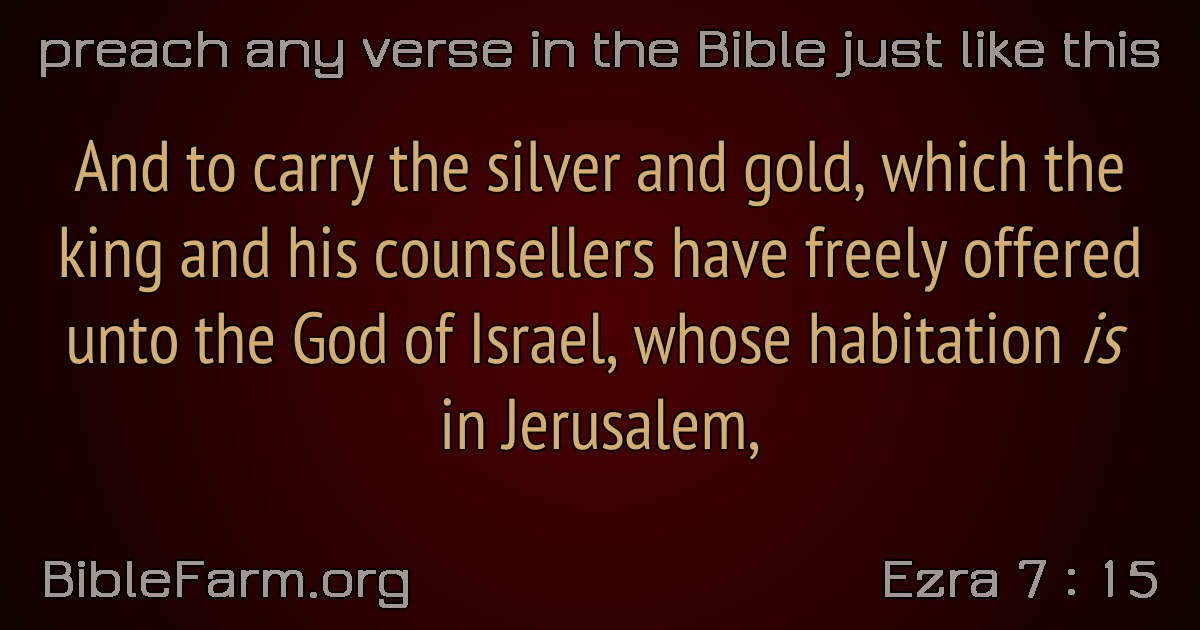 preach any verse in the Bible just like this
And to carry the silver and gold, which the
king and his counsellers have freely offered
unto the God of Israel, whose habitation is
in Jerusalem,
BibleFarm.org
Ezra 7 : 15